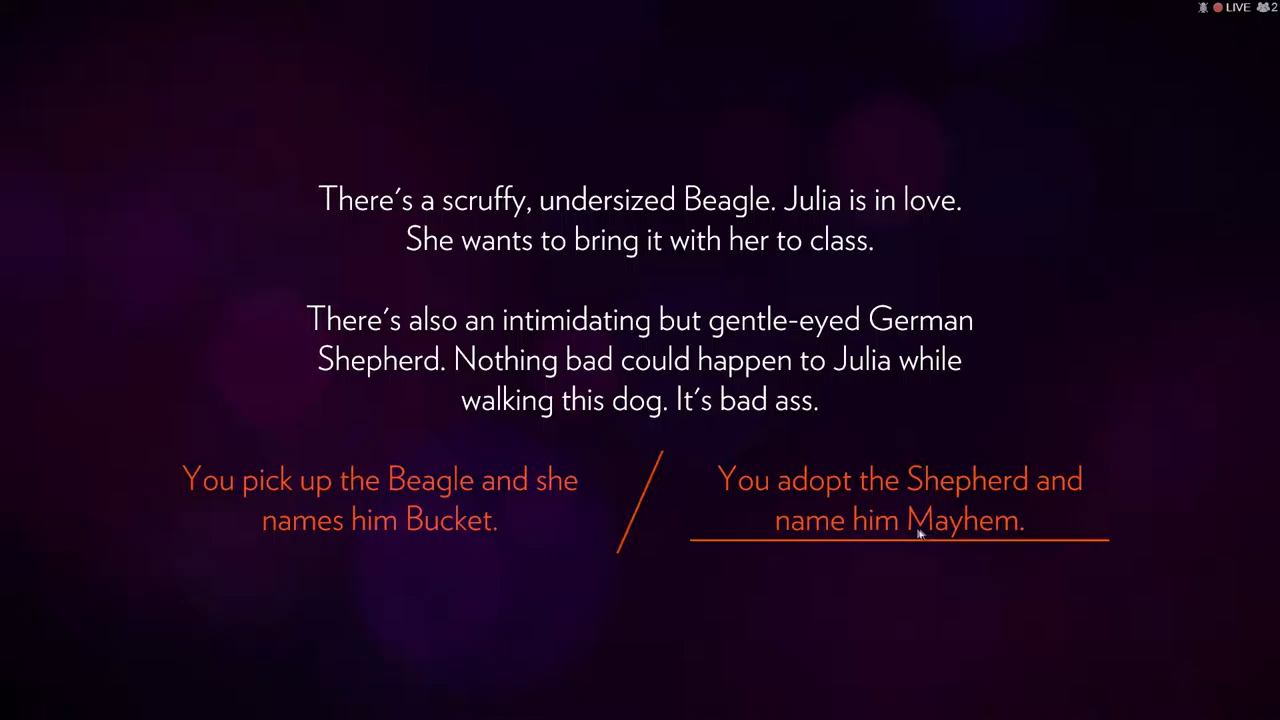 LIVE 2
There's a scruffy, undersized Beagle. Julia is in love.
She wants to bring it with her to class.
There's also an intimidating but gentle-eyed German
Shepherd. Nothing bad could happen to Julia while
walking this dog. It's bad ass.
You pick up the Beagle and she
names him Bucket.
You adopt the Shepherd and
name him Mayhem.